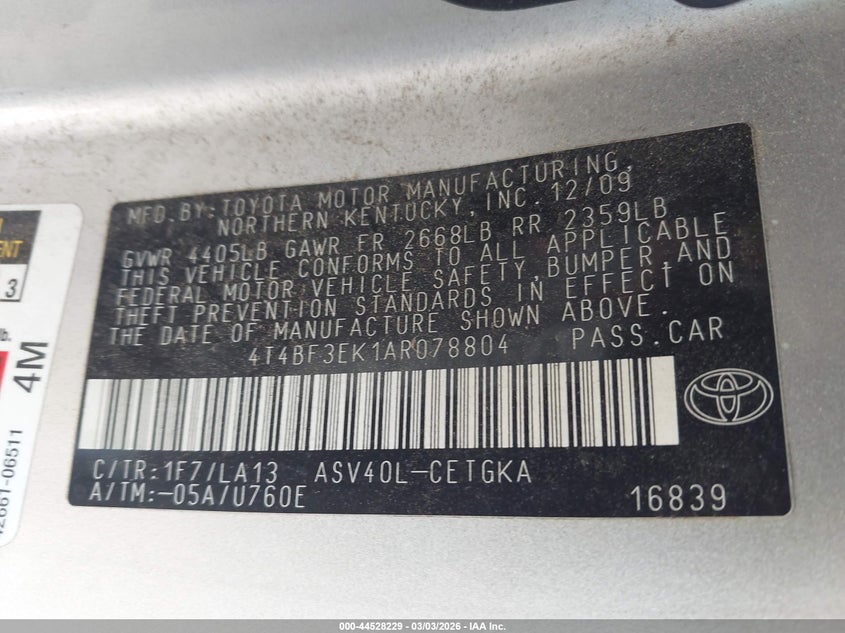 MFD. BY: TOYOTA MOTOR MANUFACTURING,
NORTHERN KENTUCKY, INC. 12/09
GVWR 4405LB GAWR FR 2668LB RR 2359LB
THIS VEHICLE CONFORMS TO ALL APPLICABLE
FEDERAL MOTOR VEHICLE SAFETY, BUMPER, AND
THEFT PREVENTION STANDARDS IN EFFECT ON
THE DATE OF MANUFACTURE SHOWN ABOVE.
4T4BF3EK1AR078804 PASS.CAR
C/TR: 1F7/LA13 ASV40L-CETGKA
A/TM:-05A/U760E 16839
3
4M
000-44528229 | 03/03/2026 | IAA Inc.